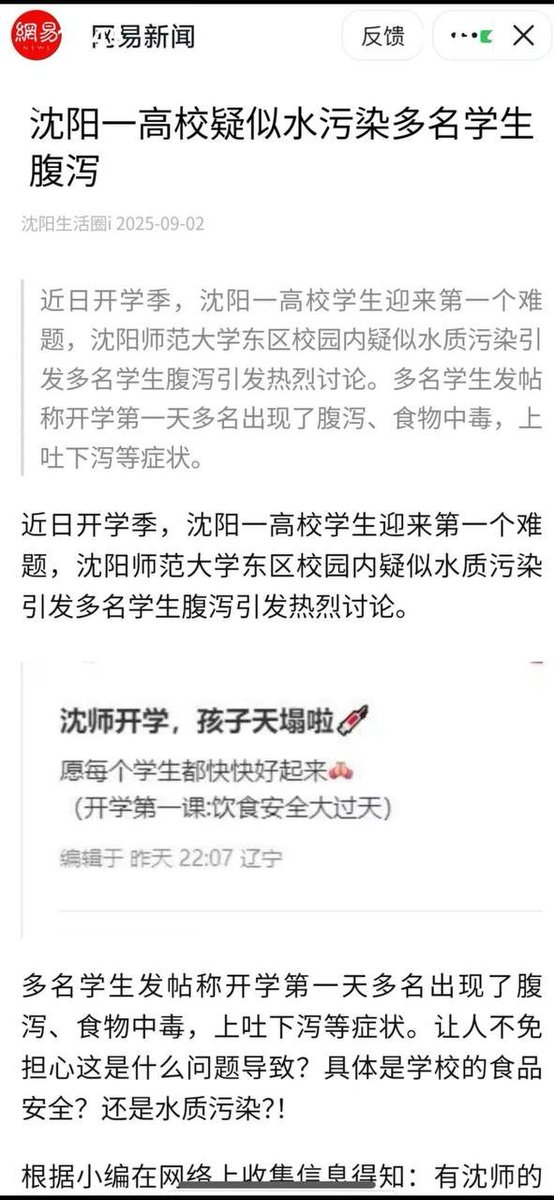 網易
NEWS
网易新闻
反馈
沈阳一高校疑似水污染多名学生
腹泻
沈阳生活圈i 2025-09-02
近日开学季，沈阳一高校学生迎来第一个难
题，沈阳师范大学东区校园内疑似水质污染引
发多名学生腹泻引发热烈讨论。多名学生发帖
称开学第一天多名出现了腹泻、食物中毒，上
吐下泻等症状。
近日开学季，沈阳一高校学生迎来第一个难
题，沈阳师范大学东区校园内疑似水质污染
引发多名学生腹泻引发热烈讨论。
沈师开学，孩子天塌啦
愿每个学生都快快好起来🙏
（开学第一课:饮食安全大过天）
编辑于 昨天 22:07 辽宁
多名学生发帖称开学第一天多名出现了腹
泻、食物中毒，上吐下泻等症状。让人不免
担心这是什么问题导致？具体是学校的食品
安全？还是水质污染?!
根据小编在网络上收集信息得知：有沈师的